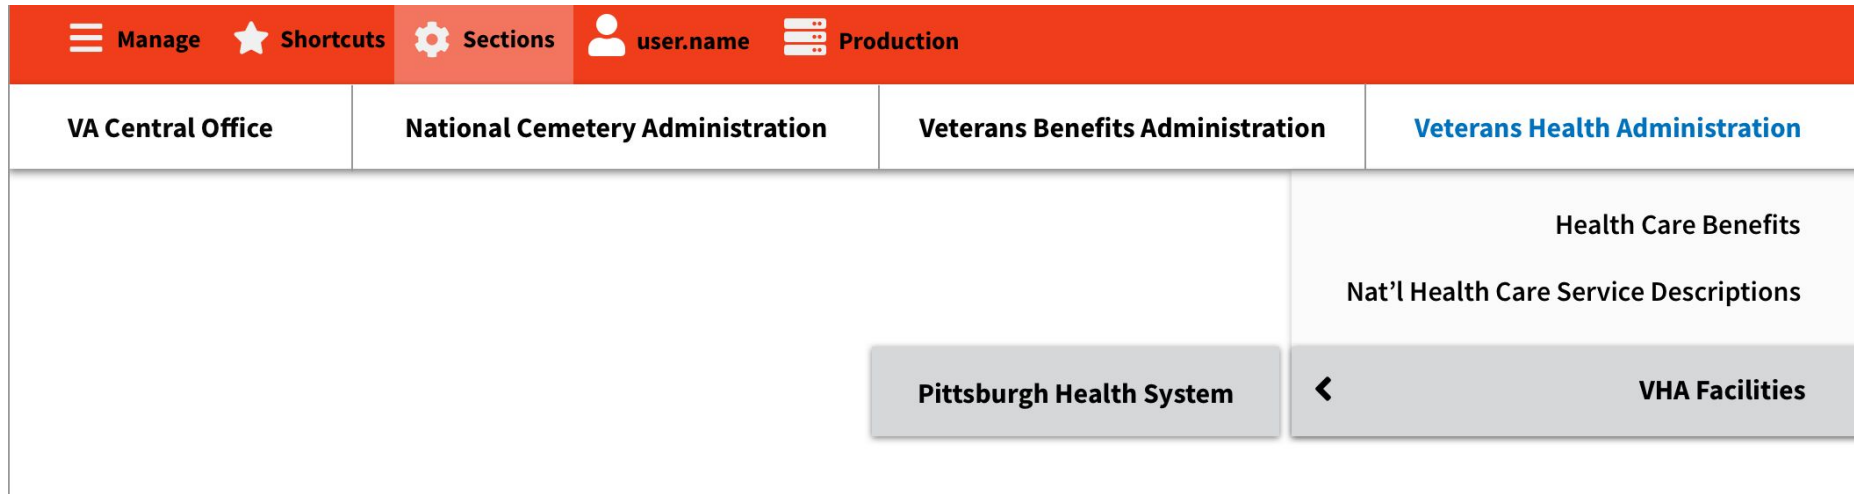 Manage Shortcuts Sections user.name Production
VA Central Office National Cemetery Administration Veterans Benefits Administration Veterans Health Administration
Health Care Benefits
Nat’l Health Care Service Descriptions
Pittsburgh Health System VHA Facilities